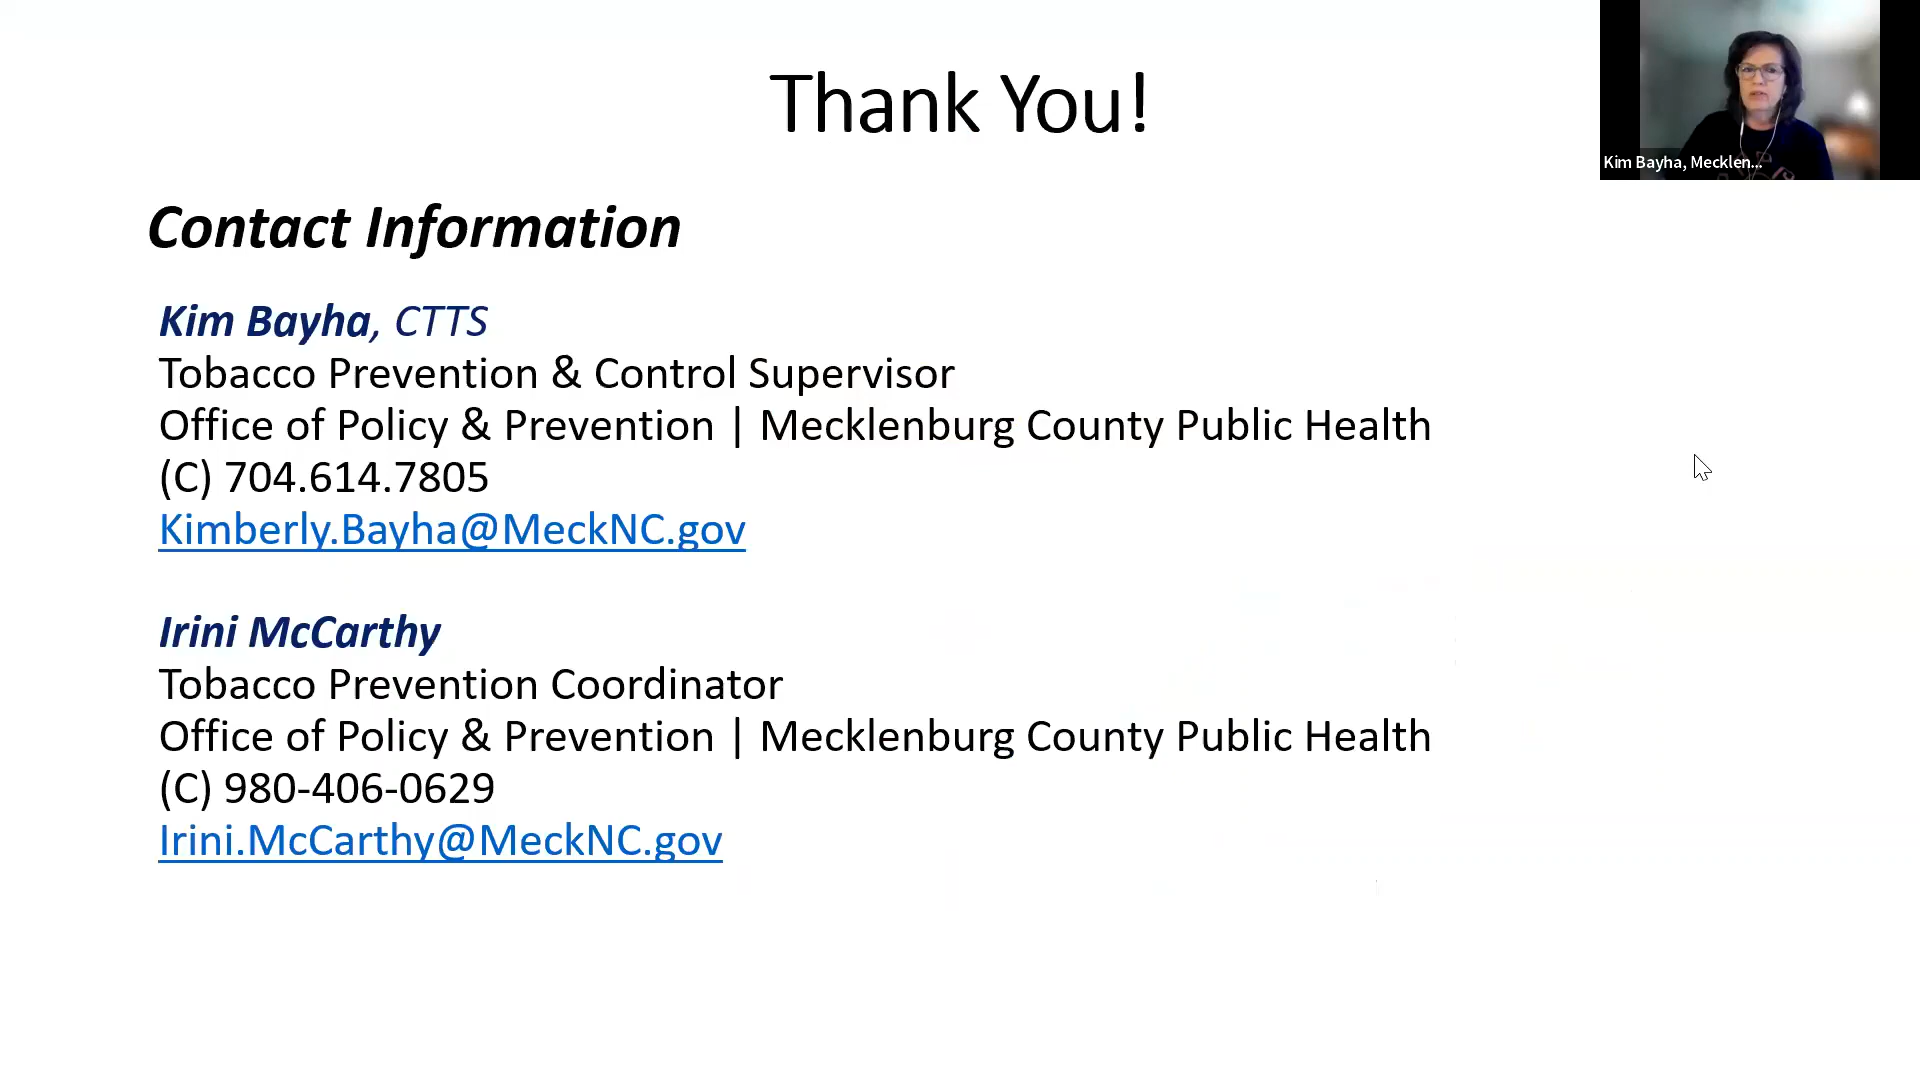 Thank You!
Kim Bayha, Mecklen...
Contact Information
Kim Bayha, CTTS
Tobacco Prevention & Control Supervisor
Office of Policy & Prevention | Mecklenburg County Public Health
(C) 704.614.7805
Kimberly.Bayha@MeckNC.gov
Irini McCarthy
Tobacco Prevention Coordinator
Office of Policy & Prevention | Mecklenburg County Public Health
(C) 980-406-0629
Irini.McCarthy@MeckNC.gov